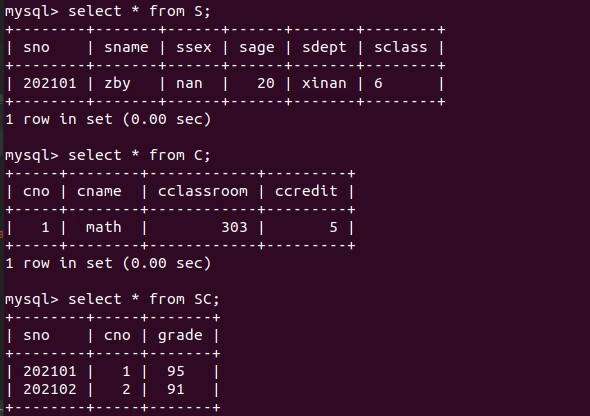 mysql> select * from S;
+--------+-------+------+------+-------+--------+
| sno    | sname | ssex | sage | sdept | sclass |
+--------+-------+------+------+-------+--------+
| 202101 | zby   | nan  |   20 | xinan | 6      |
+--------+-------+------+------+-------+--------+
1 row in set (0.00 sec)
mysql> select * from C;
+-----+-------+------------+---------+
| cno | cname | cclassroom | ccredit |
+-----+-------+------------+---------+
|   1 |  math |        303 |       5 |
+-----+-------+------------+---------+
1 row in set (0.00 sec)
mysql> select * from SC;
+--------+-----+-------+
| sno    | cno | grade |
+--------+-----+-------+
| 202101 |   1 |  95   |
| 202102 |   2 |  91   |
+--------+-----+-------+